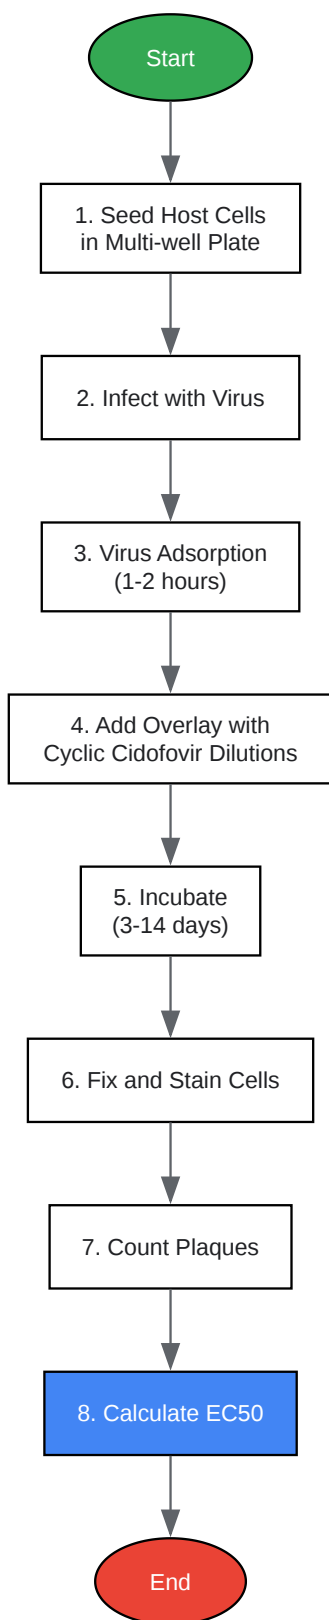 Start
1. Seed Host Cells
in Multi-well Plate
2. Infect with Virus
3. Virus Adsorption
(1-2 hours)
4. Add Overlay with
Cyclic Cidofovir Dilutions
5. Incubate
(3-14 days)
6. Fix and Stain Cells
7. Count Plaques
8. Calculate EC50
End